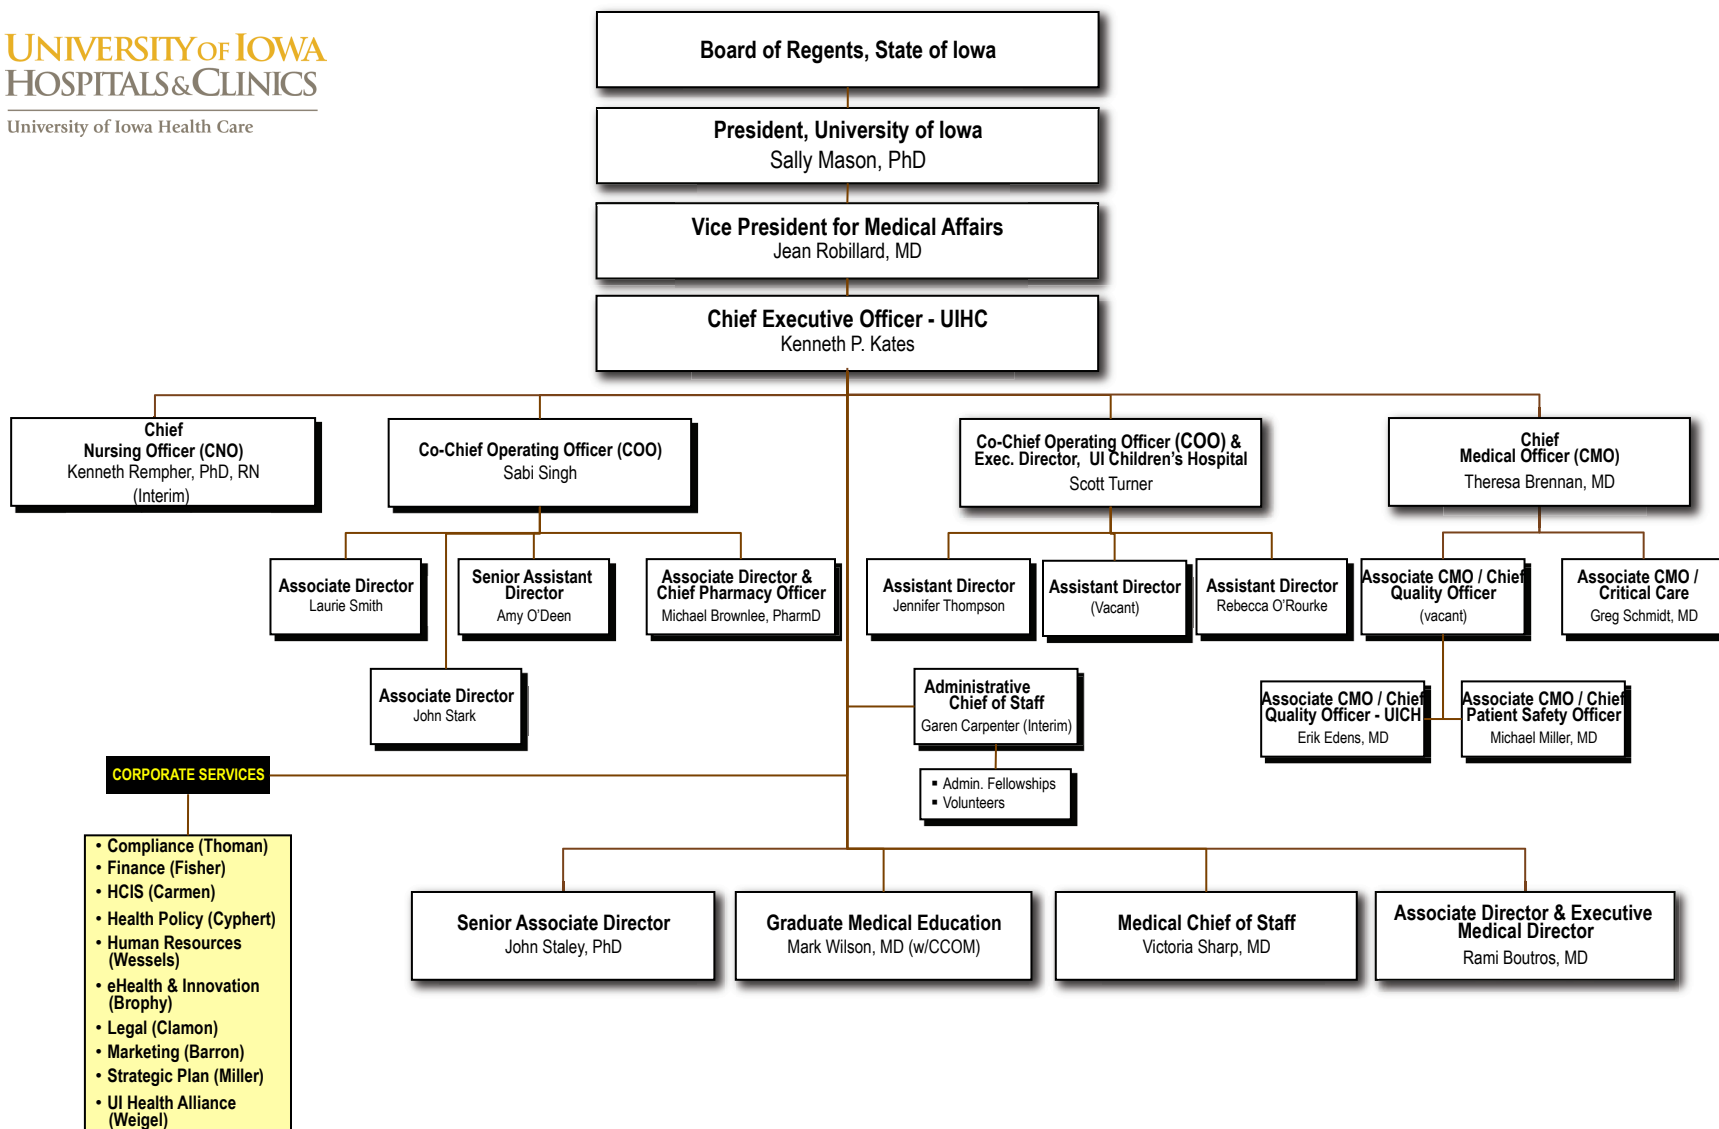 UNIVERSITY OF IOWA
HOSPITALS & CLINICS
University of Iowa Health Care
Board of Regents, State of Iowa
President, University of Iowa
Sally Mason, PhD
Vice President for Medical Affairs
Jean Robillard, MD
Chief Executive Officer - UIHC
Kenneth P. Kates
Chief
Nursing Officer (CNO)
Kenneth Rempher, PhD, RN
(Interim)
Co-Chief Operating Officer (COO)
Sabi Singh
Co-Chief Operating Officer (COO) &
Exec. Director, UI Children's Hospital
Scott Turner
Chief
Medical Officer (CMO)
Theresa Brennan, MD
Associate Director
Laurie Smith
Senior Assistant
Director
Amy O'Deen
Associate Director &
Chief Pharmacy Officer
Michael Brownlee, PharmD
Assistant Director
Jennifer Thompson
Assistant Director
(Vacant)
Assistant Director
Rebecca O'Rourke
Associate CMO / Chief
Quality Officer
(vacant)
Associate CMO /
Critical Care
Greg Schmidt, MD
Associate Director
John Stark
Administrative
Chief of Staff
Garen Carpenter (Interim)
▪ Admin. Fellowships
▪ Volunteers
Associate CMO / Chief
Quality Officer - UICH
Erik Edens, MD
Associate CMO / Chief
Patient Safety Officer
Michael Miller, MD
CORPORATE SERVICES
• Compliance (Thoman)
• Finance (Fisher)
• HCIS (Carmen)
• Health Policy (Cyphert)
• Human Resources
(Wessels)
• eHealth & Innovation
(Brophy)
• Legal (Clamon)
• Marketing (Barron)
• Strategic Plan (Miller)
• UI Health Alliance
(Weigel)
Senior Associate Director
John Staley, PhD
Graduate Medical Education
Mark Wilson, MD (w/CCOM)
Medical Chief of Staff
Victoria Sharp, MD
Associate Director & Executive
Medical Director
Rami Boutros, MD